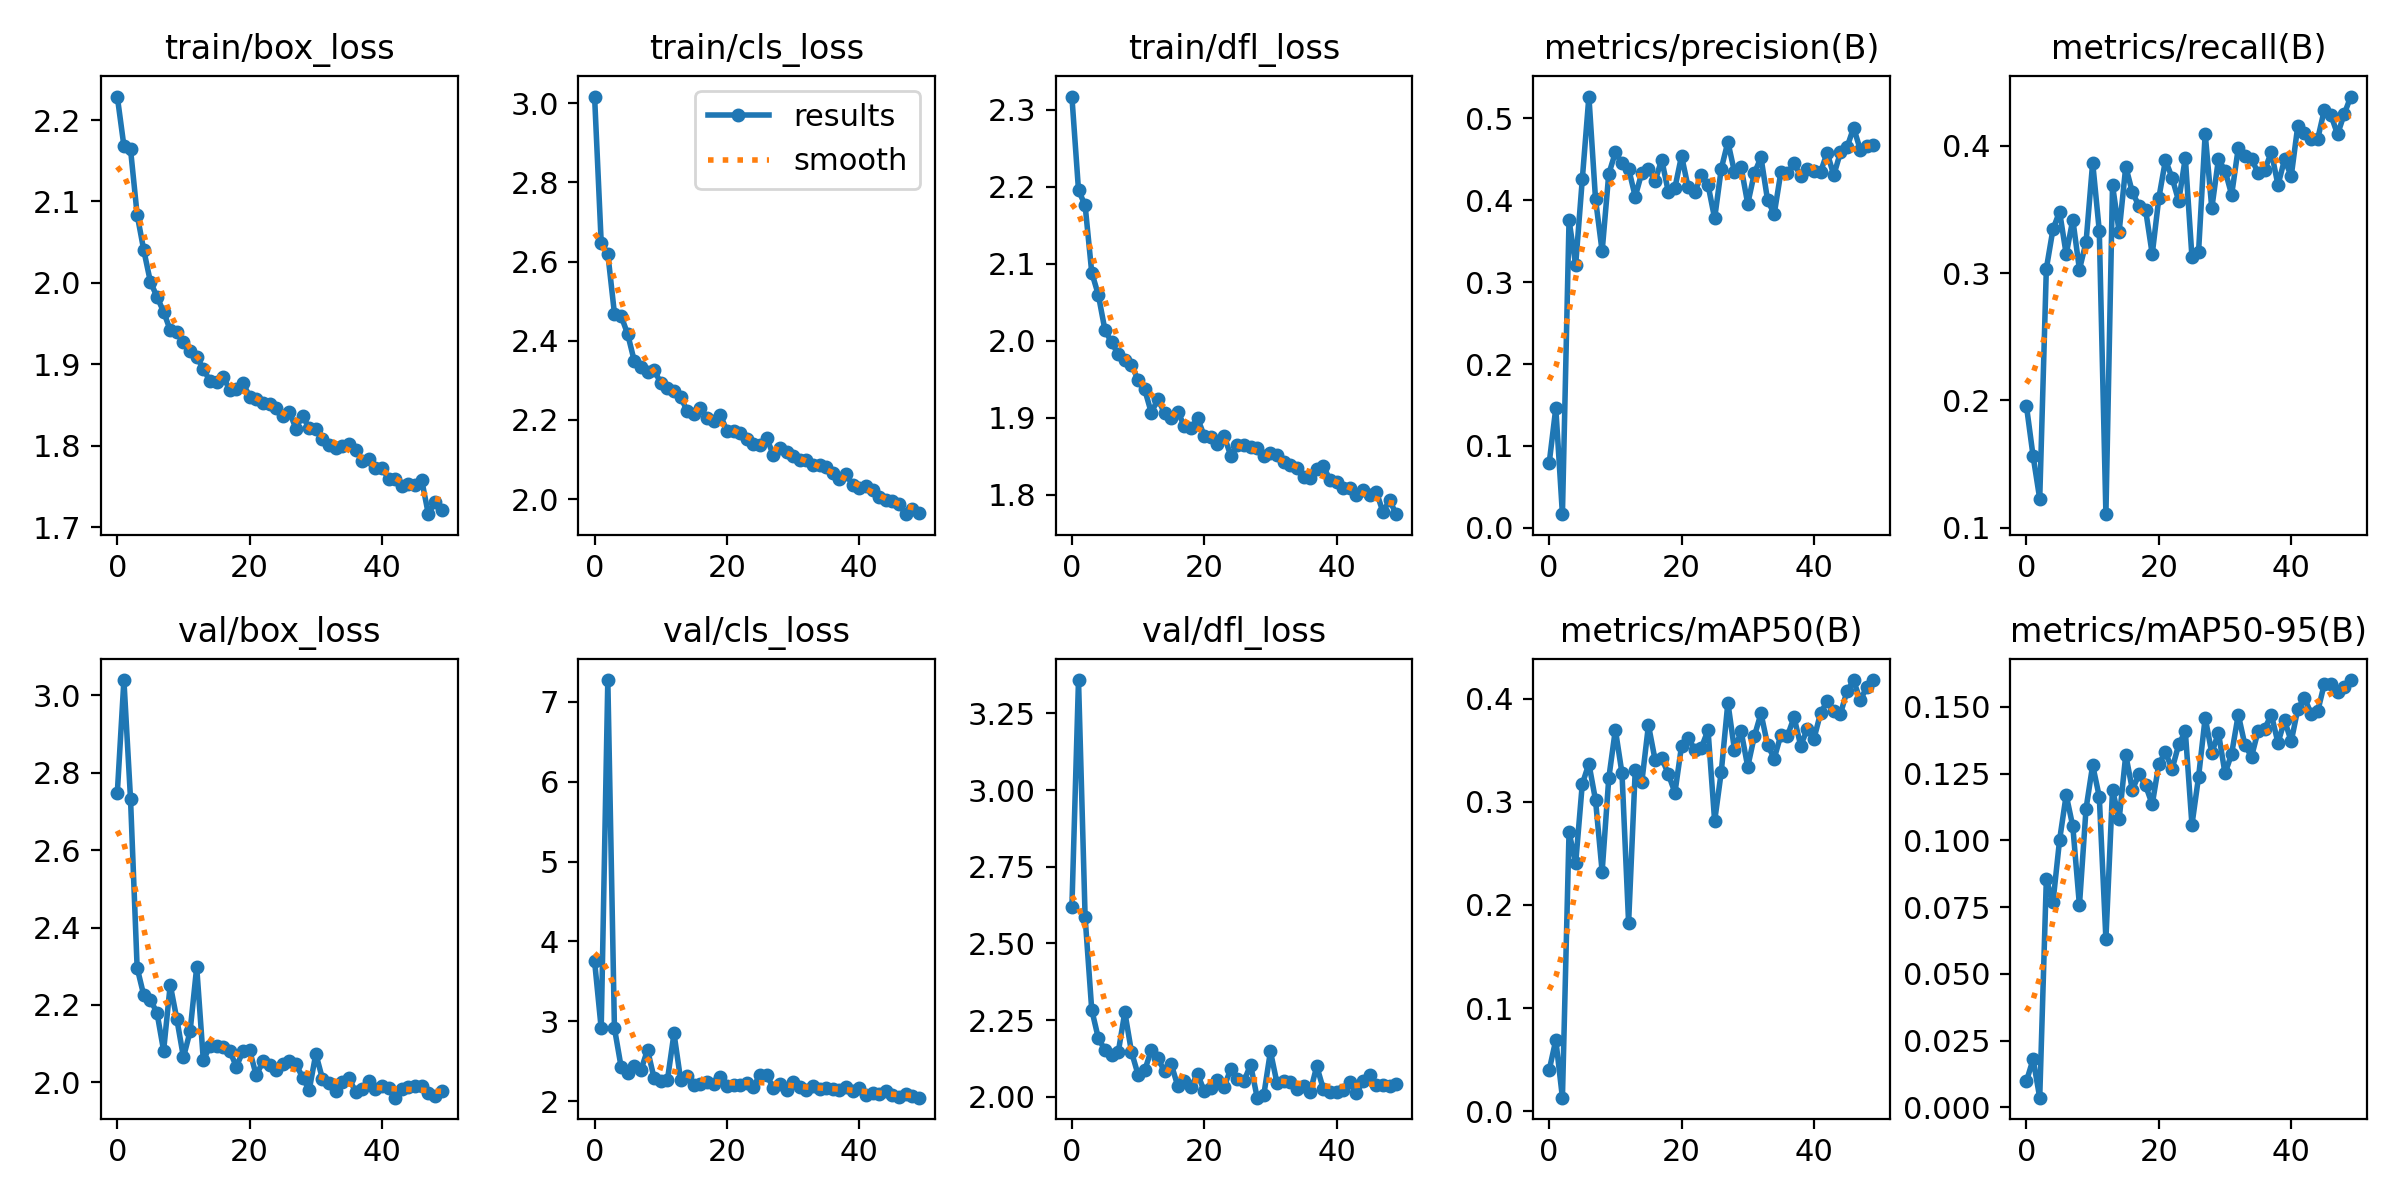 train/box_loss
2.2
2.1
2.0
1.9
1.8
1.7
0 20 40
train/cls_loss
results
smooth
3.0
2.8
2.6
2.4
2.2
2.0
0 20 40
train/dfl_loss
2.3
2.2
2.1
2.0
1.9
1.8
0 20 40
metrics/precision(B)
0.5
0.4
0.3
0.2
0.1
0.0
0 20 40
metrics/recall(B)
0.4
0.3
0.2
0.1
0 20 40
val/box_loss
3.0
2.8
2.6
2.4
2.2
2.0
0 20 40
val/cls_loss
7
6
5
4
3
2
0 20 40
val/dfl_loss
3.25
3.00
2.75
2.50
2.25
2.00
0 20 40
metrics/mAP50(B)
0.4
0.3
0.2
0.1
0.0
0 20 40
metrics/mAP50-95(B)
0.150
0.125
0.100
0.075
0.050
0.025
0.000
0 20 40